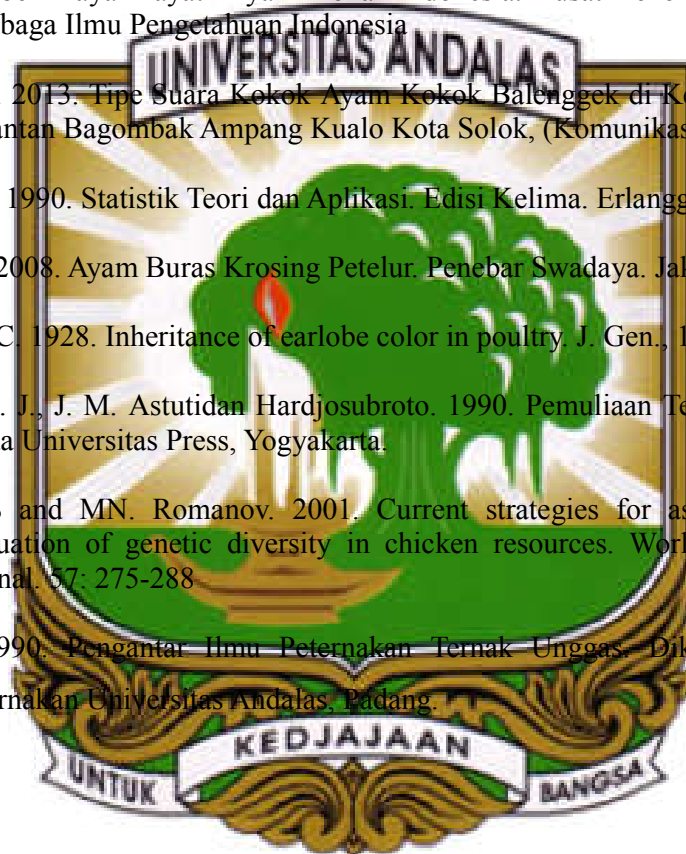 baga Ilmu Pengetahuan Indonesia
UNIVERSITAS ANDALAS
2013. Tipe Suara Kokok Ayam Kokok Balenggek di Ke
antan Bagombak Ampang Kualo Kota Solok, (Komunikas
1990. Statistik Teori dan Aplikasi. Edisi Kelima. Erlangg
2008. Ayam Buras Krosing Petelur. Penebar Swadaya. Jak
C. 1928. Inheritance of earlobe color in poultry. J. Gen., 1
. J., J. M. Astutidan Hardjosubroto. 1990. Pemuliaan Te
a Universitas Press, Yogyakarta.
and MN. Romanov. 2001. Current strategies for as
uation of genetic diversity in chicken resources. Worl
nal. 57: 275-288
990. Pengantar Ilmu Peternakan Ternak Unggas. Dik
rnakan Universitas Andalas, Padang.
KEDJAJAAN
UNTUK BANGSA